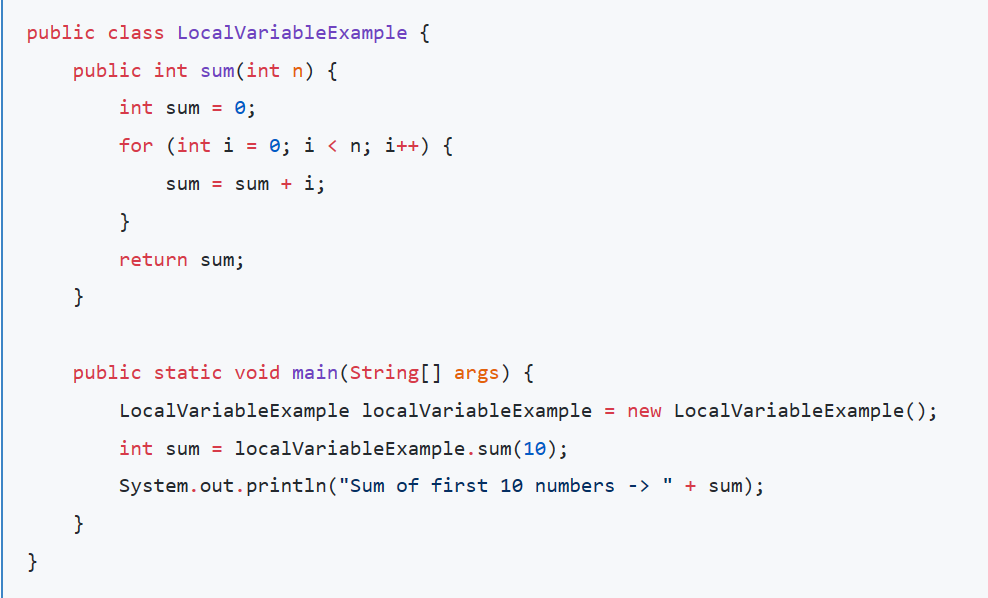 public class LocalVariableExample {
    public int sum(int n) {
        int sum = 0;
        for (int i = 0; i < n; i++) {
            sum = sum + i;
        }
        return sum;
    }

    public static void main(String[] args) {
        LocalVariableExample localVariableExample = new LocalVariableExample();
        int sum = localVariableExample.sum(10);
        System.out.println("Sum of first 10 numbers -> " + sum);
    }
}